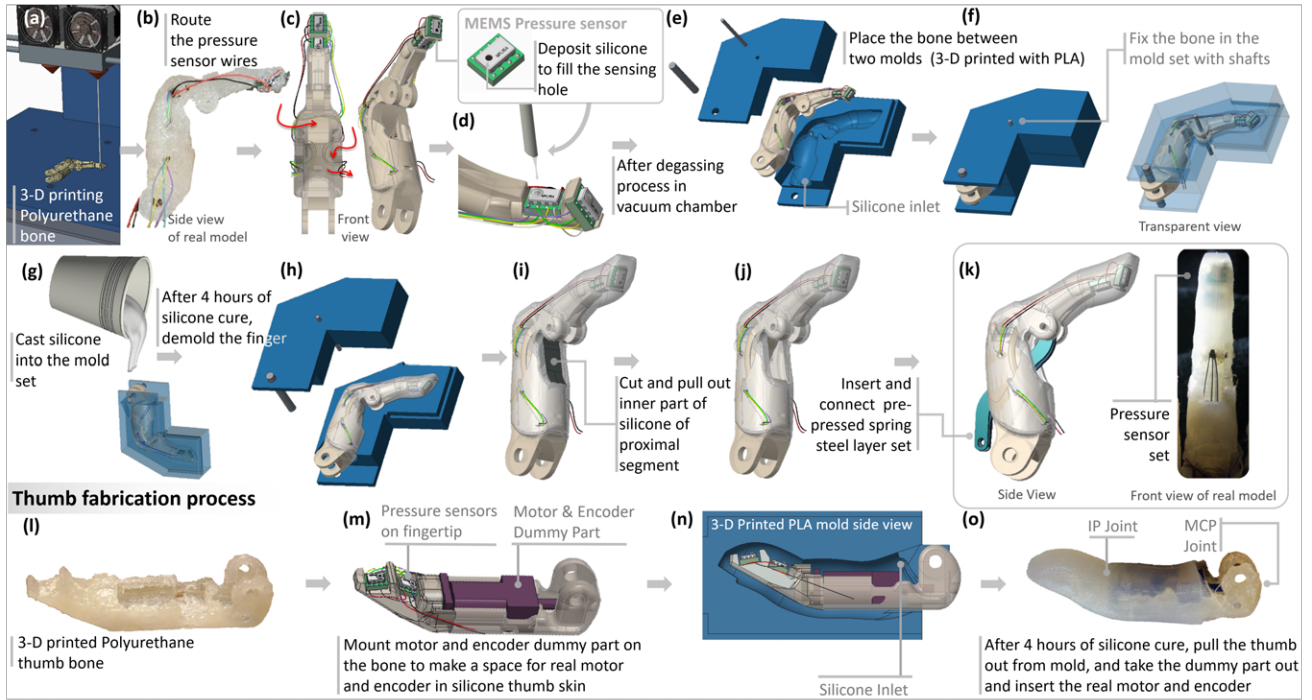 (a)
3-D printing
Polyurethane
bone
(b)
Route
the pressure
sensor wires
Side view
of real model
(c)
Front
view
MEMS Pressure sensor
Deposit silicone
to fill the sensing
hole
(d)
After degassing
process in
vacuum chamber
(e)
Place the bone between
two molds (3-D printed with PLA)
Silicone inlet
(f)
Fix the bone in the
mold set with shafts
Transparent view
(g)
Cast silicone
into the mold
set
After 4 hours of
silicone cure,
demold the finger
(h)
(i)
Cut and pull out
inner part of
silicone of
proximal
segment
(j)
Insert and
connect pre-
pressed spring
steel layer set
(k)
Side View
Pressure
sensor
set
Front view of real model
Thumb fabrication process
(l)
3-D printed Polyurethane
thumb bone
(m)
Pressure sensors
on fingertip
Motor & Encoder
Dummy Part
Mount motor and encoder dummy part on
the bone to make a space for real motor
and encoder in silicone thumb skin
(n)
3-D Printed PLA mold side view
Silicone Inlet
(o)
IP Joint
MCP
Joint
After 4 hours of silicone cure, pull the thumb
out from mold, and take the dummy part out
and insert the real motor and encoder